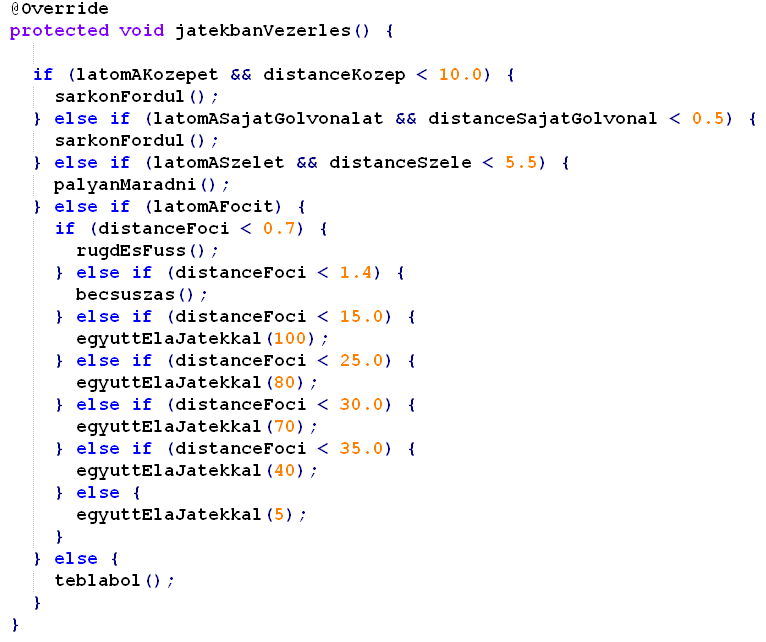 @Override
protected void jatekbanVezerles() {
if (latomAKozepet && distanceKozep < 10.0) {
sarkonFordul();
} else if (latomASajatGolvonalat && distanceSajatGolvonal < 0.5) {
sarkonFordul();
} else if (latomASzelet && distanceSzele < 5.5) {
palyanMaradni();
} else if (latomAFocit) {
if (distanceFoci < 0.7) {
rugdEsFuss();
} else if (distanceFoci < 1.4) {
becsuszas();
} else if (distanceFoci < 15.0) {
egyuttElaJatekkal(100);
} else if (distanceFoci < 25.0) {
egyuttElaJatekkal(80);
} else if (distanceFoci < 30.0) {
egyuttElaJatekkal(70);
} else if (distanceFoci < 35.0) {
egyuttElaJatekkal(40);
} else {
egyuttElaJatekkal(5);
}
} else {
teblabol();
}
}